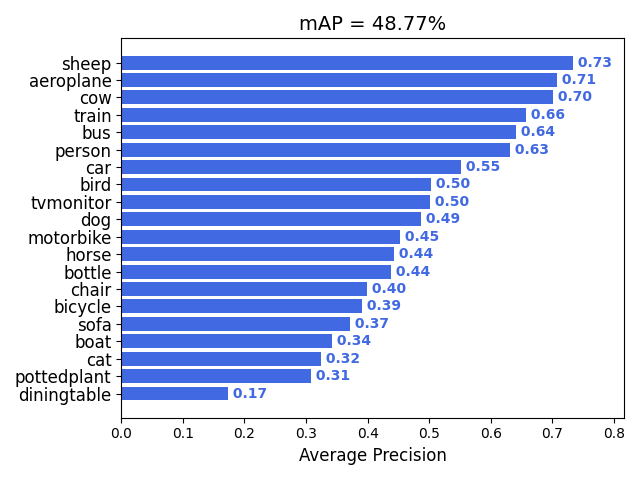 mAP = 48.77%
sheep 0.73
aeroplane 0.71
cow 0.70
train 0.66
bus 0.64
person 0.63
car 0.55
bird 0.50
tvmonitor 0.50
dog 0.49
motorbike 0.45
horse 0.44
bottle 0.44
chair 0.40
bicycle 0.39
sofa 0.37
boat 0.34
cat 0.32
pottedplant 0.31
diningtable 0.17
0.0 0.1 0.2 0.3 0.4 0.5 0.6 0.7 0.8
Average Precision